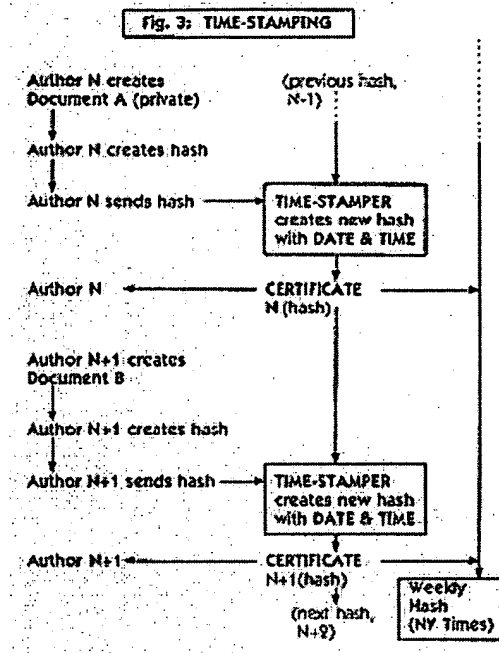 Fig. 3: TIME-STAMPING
Author N creates
Document A (private)
(previous hash,
N-1)
Author N creates hash
Author N sends hash
TIME-STAMPER
creates new hash
with DATE & TIME
Author N
CERTIFICATE
N (hash)
Author N+1 creates
Document B
Author N+1 creates hash
Author N+1 sends hash
TIME-STAMPER
creates new hash
with DATE & TIME
Author N+1
CERTIFICATE
N+1(hash)
(next hash,
N+2)
Weekly
Hash
(NY Times)